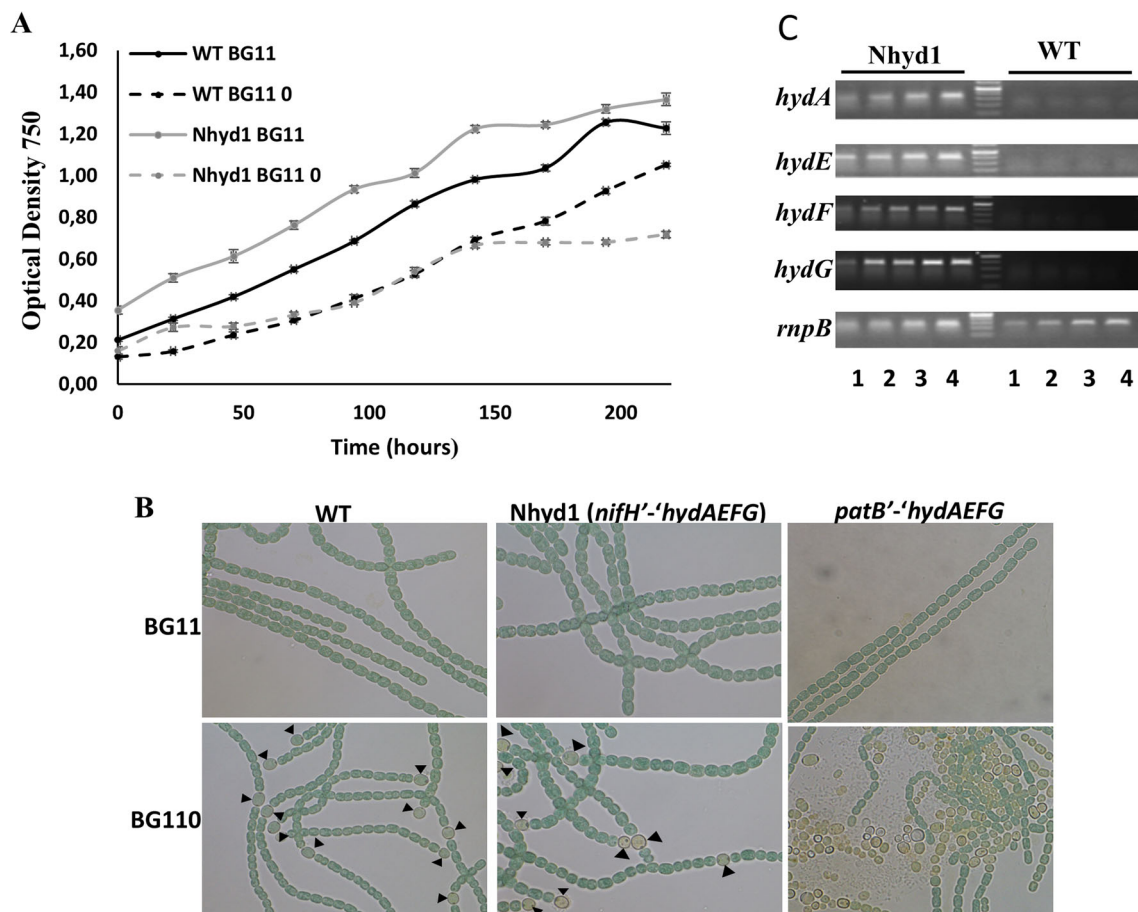 A
1,60
1,40
1,20
1,00
0,80
0,60
0,40
0,20
0,00
Optical Density 750
0 50 100 150 200
Time (hours)
WT BG11
WT BG11 0
Nhyd1 BG11
Nhyd1 BG11 0
C
Nhyd1 WT
hydA
hydE
hydF
hydG
rnpB
1 2 3 4 1 2 3 4
B
WT Nhyd1 (nifH’-‘hydAEFG) patB’-‘hydAEFG
BG11
BG110